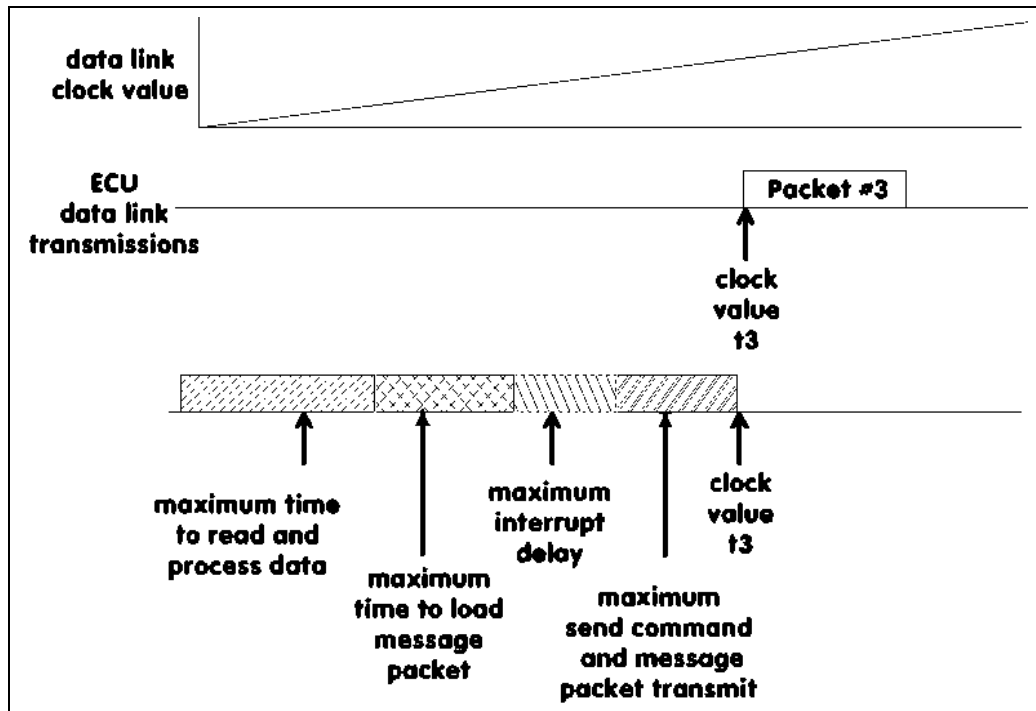 data link
clock value
ECU
data link
transmissions
Packet #3
clock
value
t3
maximum time
to read and
process data
maximum
time to load
message
packet
maximum
interrupt
delay
maximum
send command
and message
packet transmit
clock
value
t3